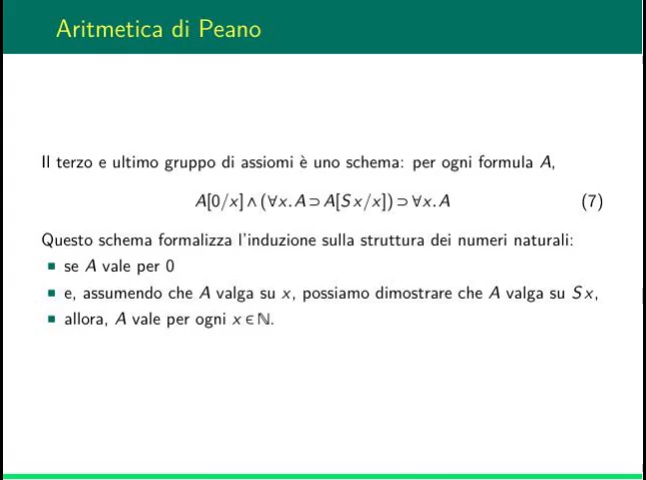 Aritmetica di Peano
Il terzo e ultimo gruppo di assiomi è uno schema: per ogni formula A,
A[0/x] ∧ (∀x. A ⊃ A[Sx/x]) ⊃ ∀x. A (7)
Questo schema formalizza l'induzione sulla struttura dei numeri naturali:
▪ se A vale per 0
▪ e, assumendo che A valga su x, possiamo dimostrare che A valga su Sx,
▪ allora, A vale per ogni x ∈ ℕ.